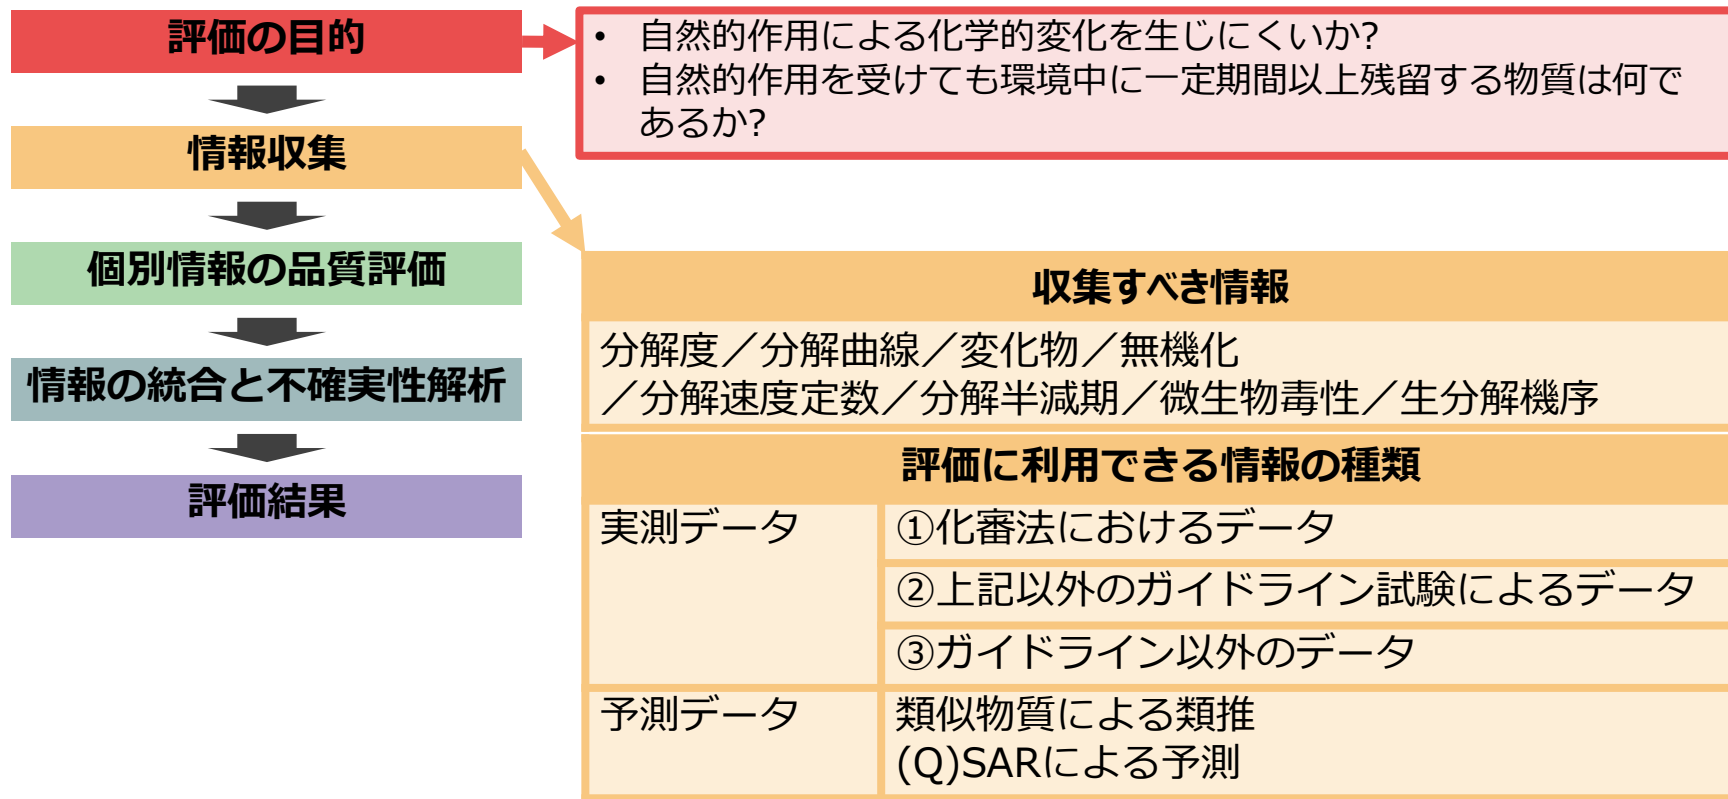 評価の目的
情報収集
個別情報の品質評価
情報の統合と不確実性解析
評価結果
• 自然的作用による化学的変化を生じにくいか?
• 自然的作用を受けても環境中に一定期間以上残留する物質は何で
あるか?
収集すべき情報
分解度／分解曲線／変化物／無機化
／分解速度定数／分解半減期／微生物毒性／生分解機序
評価に利用できる情報の種類
実測データ
①化審法におけるデータ
②上記以外のガイドライン試験によるデータ
③ガイドライン以外のデータ
予測データ
類似物質による類推
(Q)SARによる予測